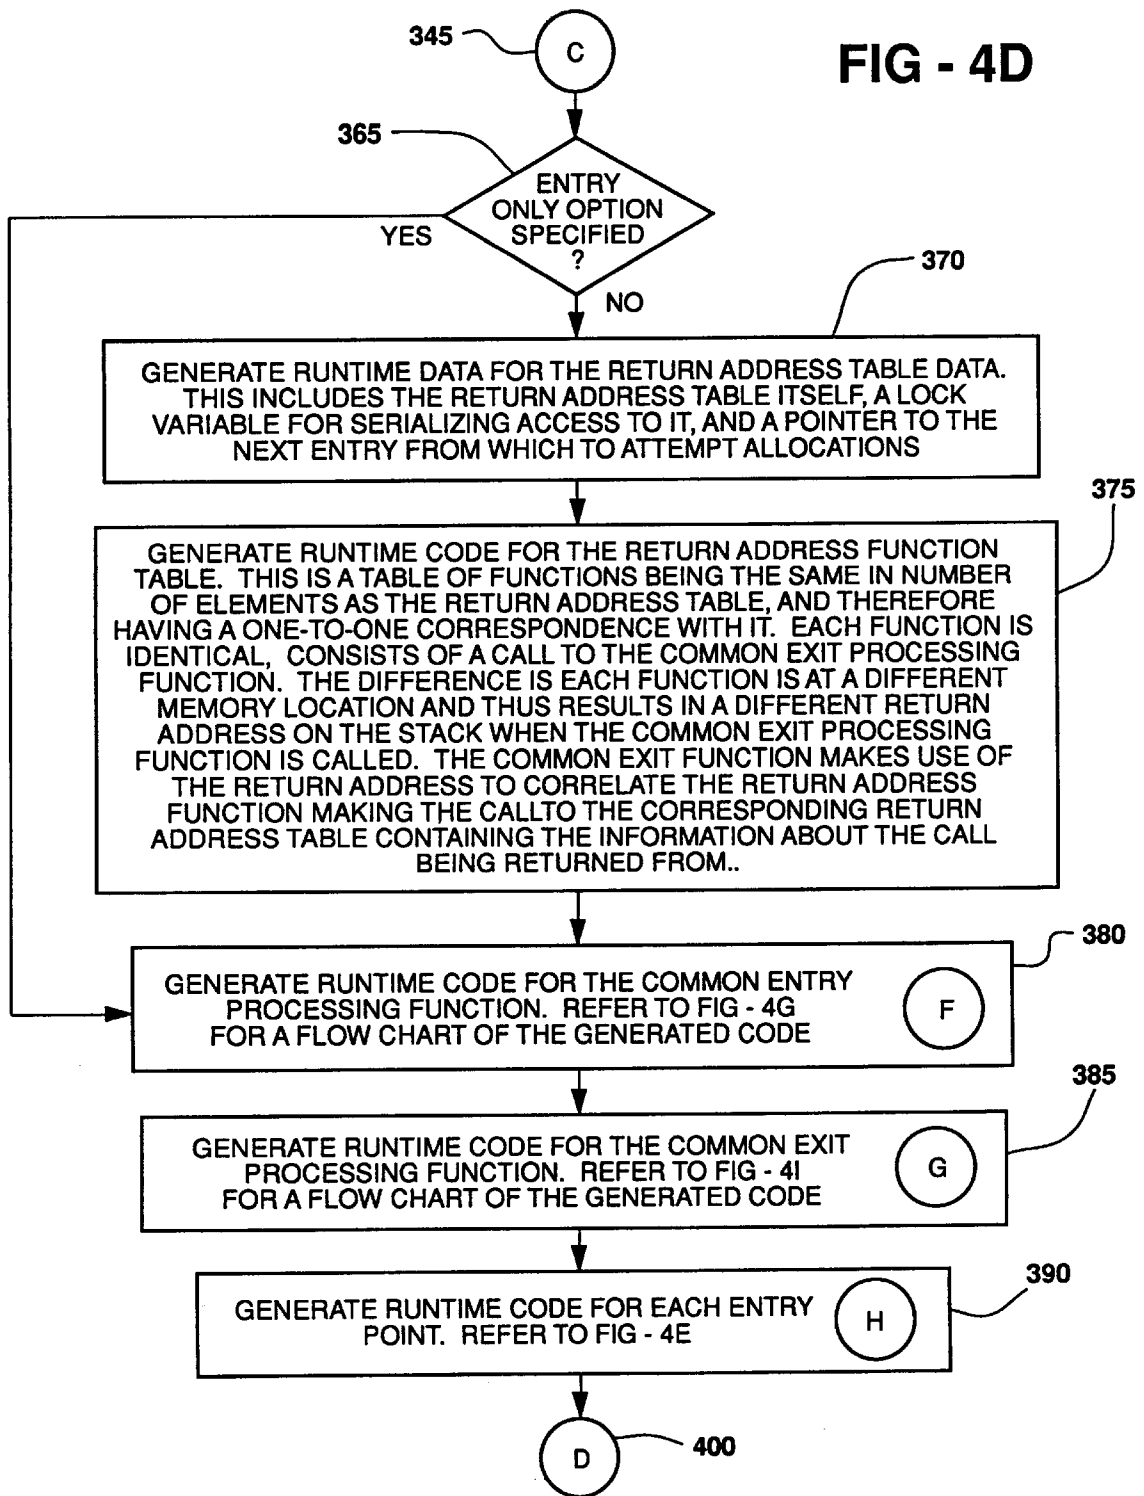 345
C
FIG - 4D
365
ENTRY
ONLY OPTION
SPECIFIED
?
YES
NO
370
GENERATE RUNTIME DATA FOR THE RETURN ADDRESS TABLE DATA.
THIS INCLUDES THE RETURN ADDRESS TABLE ITSELF, A LOCK
VARIABLE FOR SERIALIZING ACCESS TO IT, AND A POINTER TO THE
NEXT ENTRY FROM WHICH TO ATTEMPT ALLOCATIONS
375
GENERATE RUNTIME CODE FOR THE RETURN ADDRESS FUNCTION
TABLE. THIS IS A TABLE OF FUNCTIONS BEING THE SAME IN NUMBER
OF ELEMENTS AS THE RETURN ADDRESS TABLE, AND THEREFORE
HAVING A ONE-TO-ONE CORRESPONDENCE WITH IT. EACH FUNCTION IS
IDENTICAL, CONSISTS OF A CALL TO THE COMMON EXIT PROCESSING
FUNCTION. THE DIFFERENCE IS EACH FUNCTION IS AT A DIFFERENT
MEMORY LOCATION AND THUS RESULTS IN A DIFFERENT RETURN
ADDRESS ON THE STACK WHEN THE COMMON EXIT PROCESSING
FUNCTION IS CALLED. THE COMMON EXIT FUNCTION MAKES USE OF
THE RETURN ADDRESS TO CORRELATE THE RETURN ADDRESS
FUNCTION MAKING THE CALLTO THE CORRESPONDING RETURN
ADDRESS TABLE CONTAINING THE INFORMATION ABOUT THE CALL
BEING RETURNED FROM..
380
GENERATE RUNTIME CODE FOR THE COMMON ENTRY
PROCESSING FUNCTION. REFER TO FIG - 4G
FOR A FLOW CHART OF THE GENERATED CODE
F
385
GENERATE RUNTIME CODE FOR THE COMMON EXIT
PROCESSING FUNCTION. REFER TO FIG - 4I
FOR A FLOW CHART OF THE GENERATED CODE
G
390
GENERATE RUNTIME CODE FOR EACH ENTRY
POINT. REFER TO FIG - 4E
H
D
400